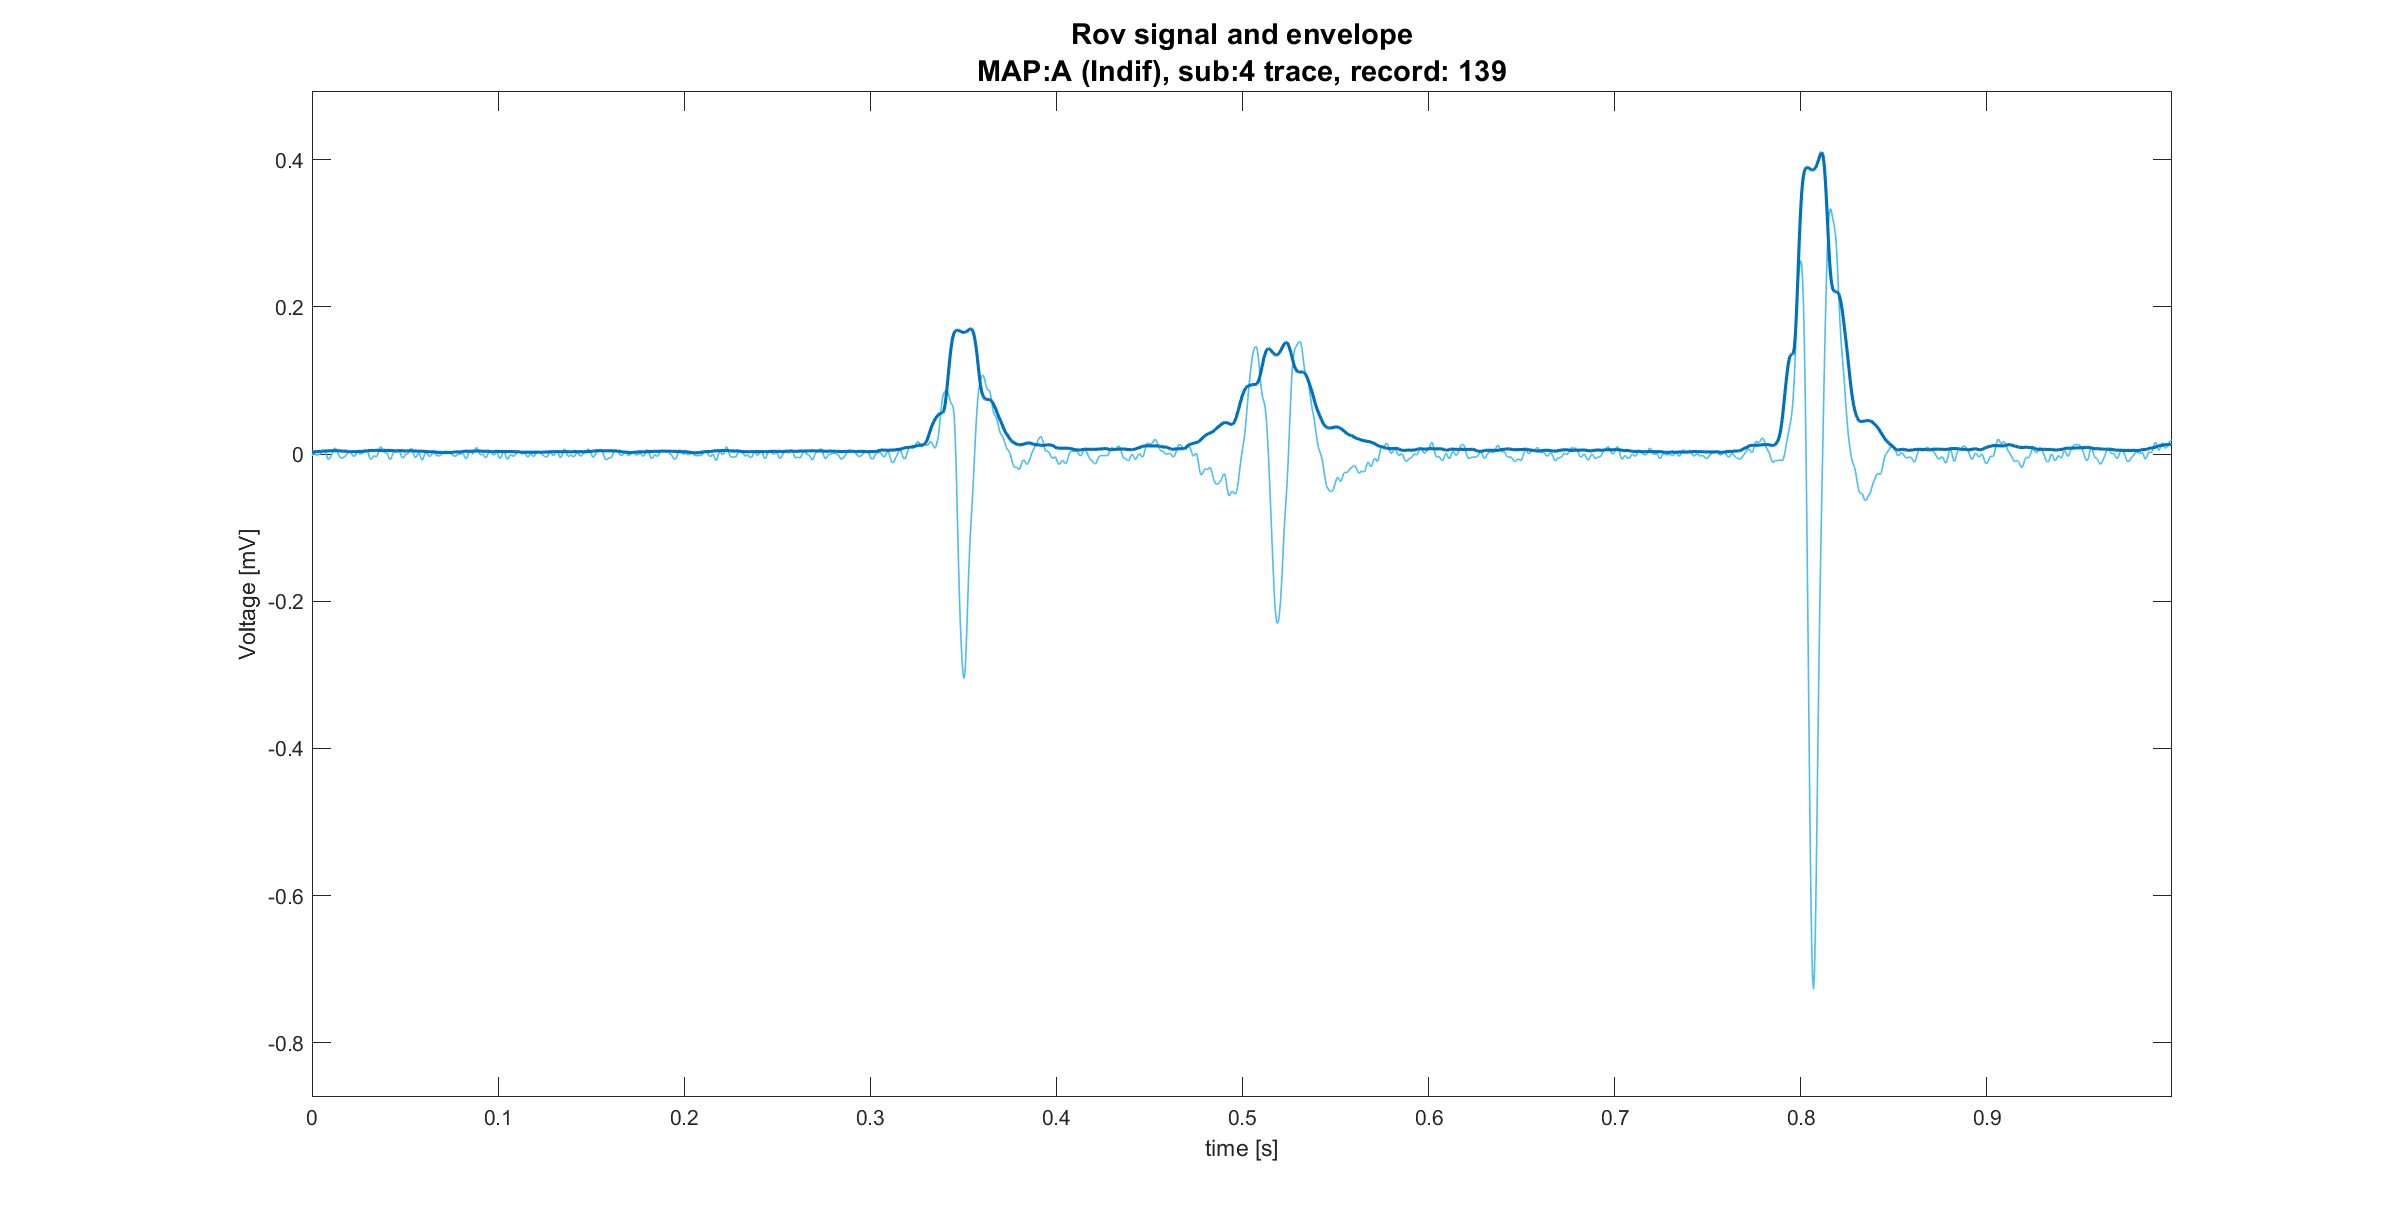 Rov signal and envelope
MAP:A (Indif), sub:4 trace, record: 139
0.4
0.2
0
-0.2
-0.4
-0.6
-0.8
Voltage [mV]
0 0.1 0.2 0.3 0.4 0.5 0.6 0.7 0.8 0.9
time [s]